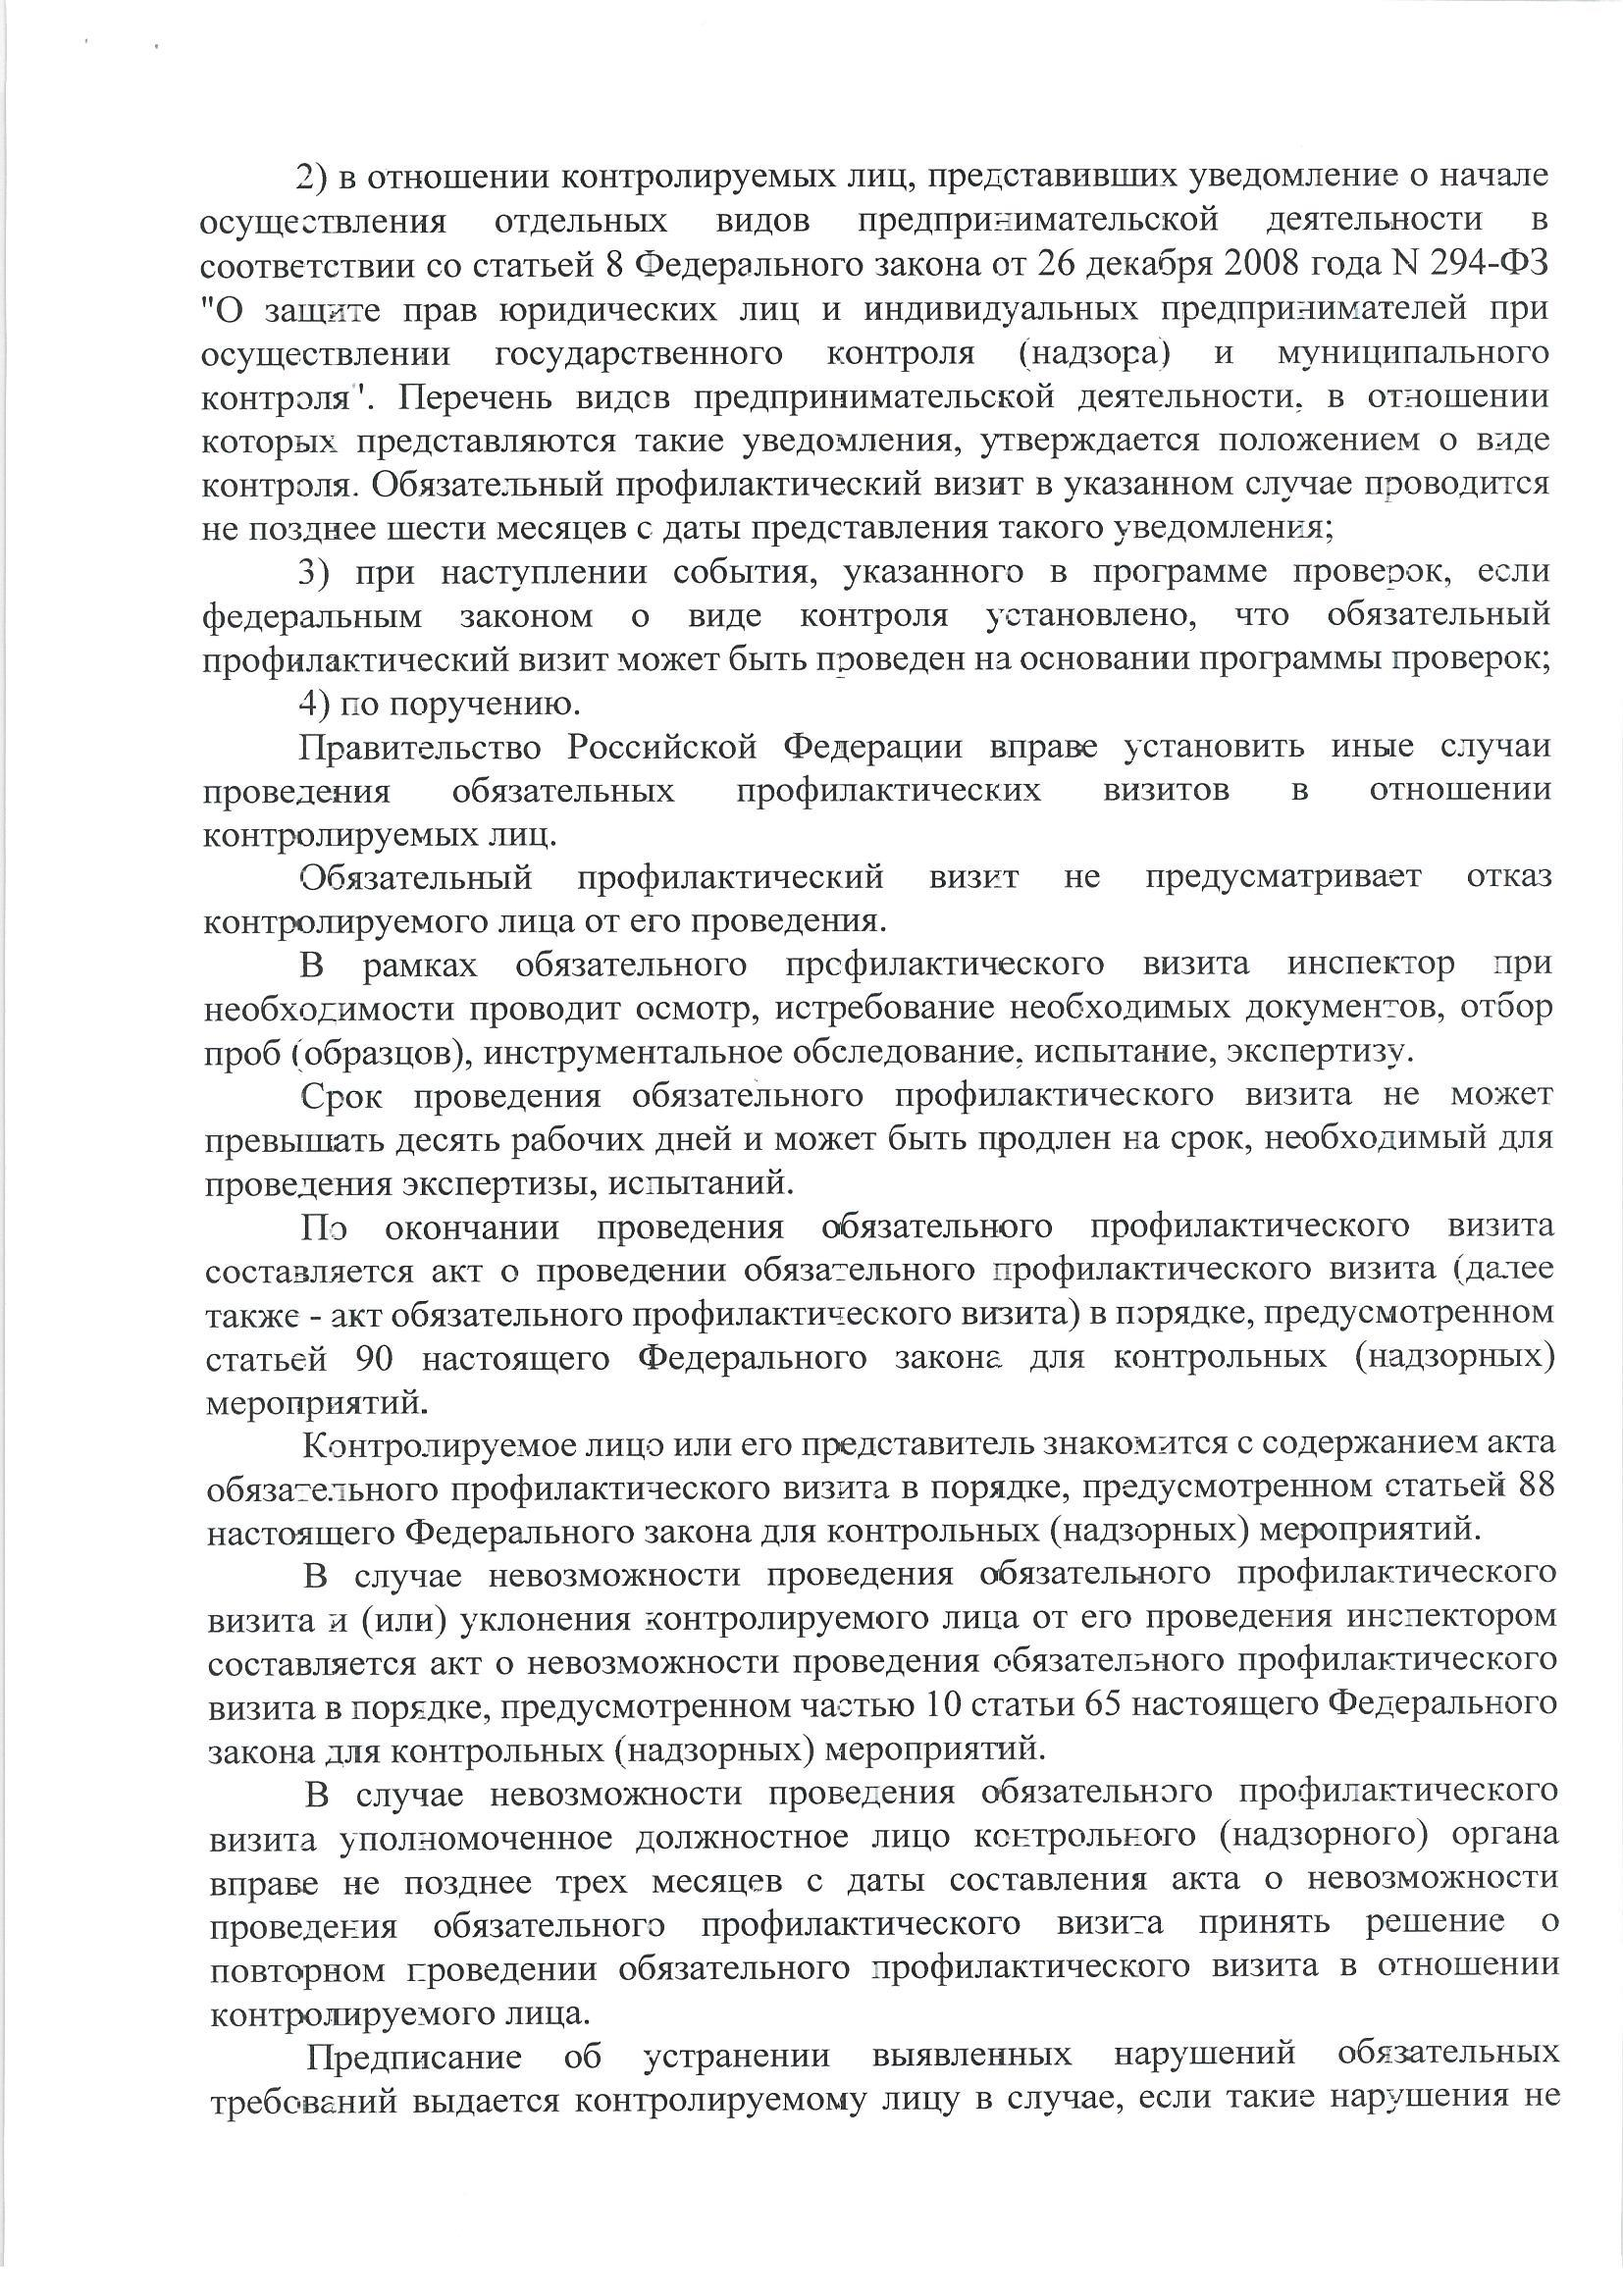 2) в отношении контролируемых лиц, представивших уведомление о начале
осуществления отдельных видов предпринимательской деятельности в
соответствии со статьей 8 Федерального закона от 26 декабря 2008 года N 294-ФЗ
"О защите прав юридических лиц и индивидуальных предпринимателей при
осуществлении государственного контроля (надзора) и муниципального
контроля". Перечень видов предпринимательской деятельности, в отношении
которых представляются такие уведомления, утверждается положением о виде
контроля. Обязательный профилактический визит в указанном случае проводится
не позднее шести месяцев с даты представления такого уведомления;
3) при наступлении события, указанного в программе проверок, если
федеральным законом о виде контроля установлено, что обязательный
профилактический визит может быть проведен на основании программы проверок;
4) по поручению.
Правительство Российской Федерации вправе установить иные случаи
проведения обязательных профилактических визитов в отношении
контролируемых лиц.
Обязательный профилактический визит не предусматривает отказ
контролируемого лица от его проведения.
В рамках обязательного профилактического визита инспектор при
необходимости проводит осмотр, истребование необходимых документов, отбор
проб (образцов), инструментальное обследование, испытание, экспертизу.
Срок проведения обязательного профилактического визита не может
превышать десять рабочих дней и может быть продлен на срок, необходимый для
проведения экспертизы, испытаний.
По окончании проведения обязательного профилактического визита
составляется акт о проведении обязательного профилактического визита (далее
также - акт обязательного профилактического визита) в порядке, предусмотренном
статьей 90 настоящего Федерального закона для контрольных (надзорных)
мероприятий.
Контролируемое лицо или его представитель знакомится с содержанием акта
обязательного профилактического визита в порядке, предусмотренном статьей 88
настоящего Федерального закона для контрольных (надзорных) мероприятий.
В случае невозможности проведения обязательного профилактического
визита и (или) уклонения контролируемого лица от его проведения инспектором
составляется акт о невозможности проведения обязательного профилактического
визита в порядке, предусмотренном частью 10 статьи 65 настоящего Федерального
закона для контрольных (надзорных) мероприятий.
В случае невозможности проведения обязательного профилактического
визита уполномоченное должностное лицо контрольного (надзорного) органа
вправе не позднее трех месяцев с даты составления акта о невозможности
проведения обязательного профилактического визита принять решение о
повторном проведении обязательного профилактического визита в отношении
контролируемого лица.
Предписание об устранении выявленных нарушений обязательных
требований выдается контролируемому лицу в случае, если такие нарушения не